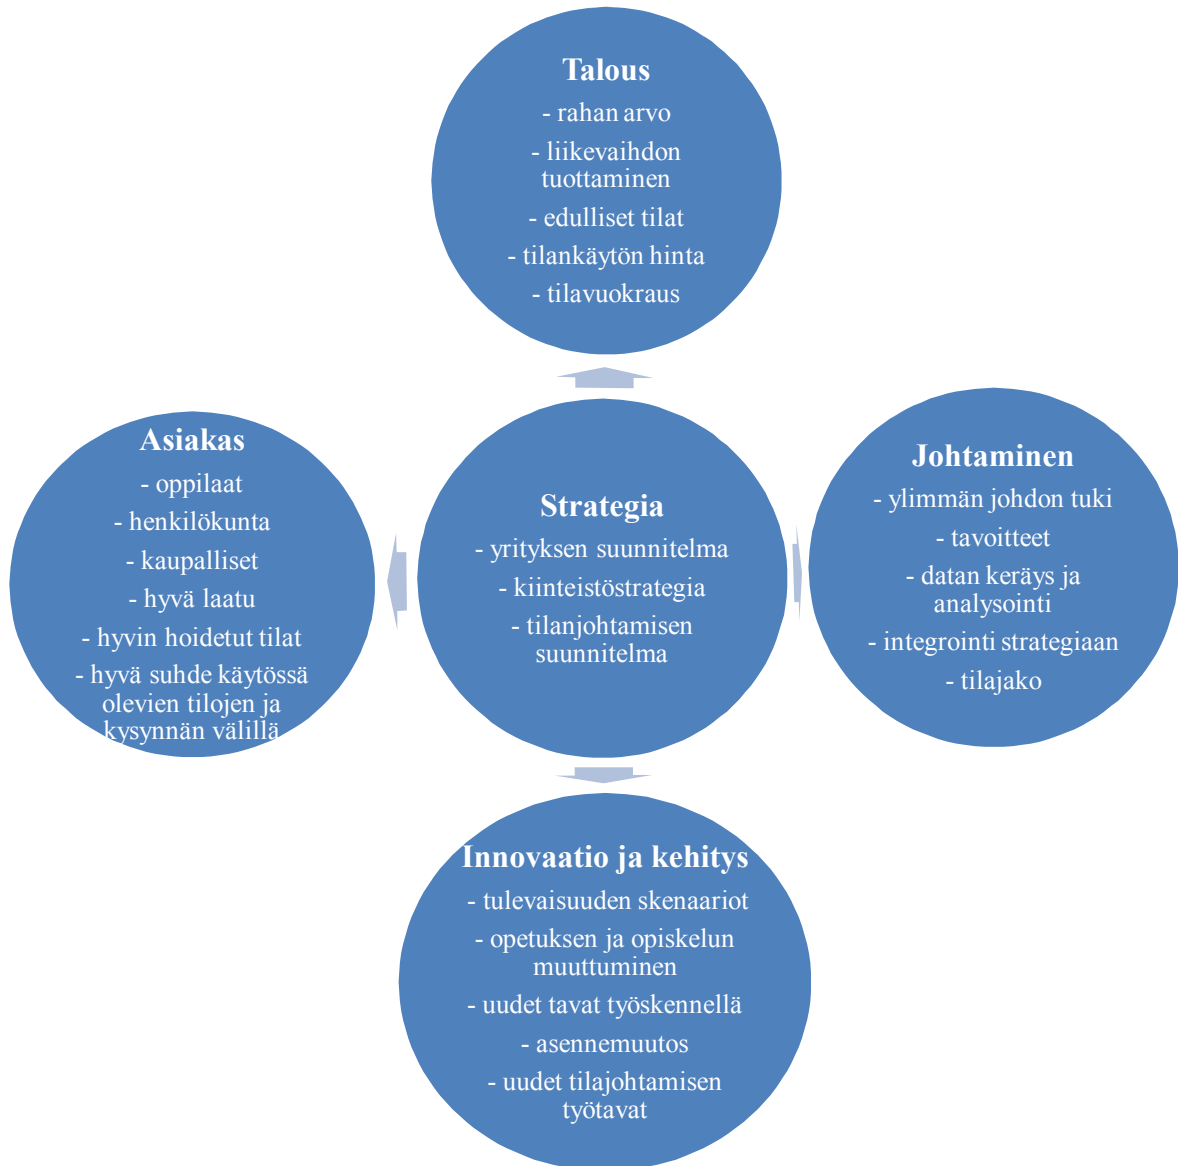 Talous
- rahan arvo
- liikevaihdon
tuottaminen
- edulliset tilat
- tilankäytön hinta
- tilavuokraus
Asiakas
- oppilaat
- henkilökunta
- kaupalliset
- hyvä laatu
- hyvin hoidetut tilat
- hyvä suhde käytössä
olevien tilojen ja
kysynnän välillä
Strategia
- yrityksen suunnitelma
- kiinteistöstrategia
- tilanjohtamisen
suunnitelma
Johtaminen
- ylimmän johdon tuki
- tavoitteet
- datan keräys ja
analysointi
- integrointi strategiaan
- tilajako
Innovaatio ja kehitys
- tulevaisuuden skenaariot
- opetuksen ja opiskelun
muuttuminen
- uudet tavat työskennellä
- asennemuutos
- uudet tilajohtamisen
työtavat